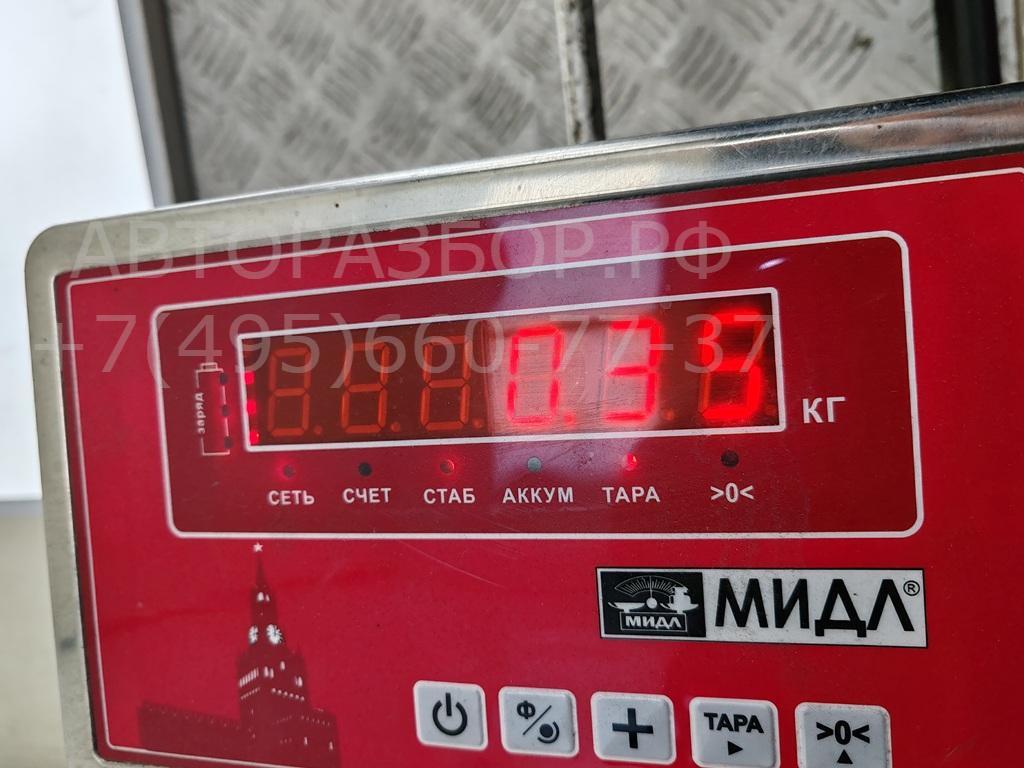 АВТОРАЗБОР.РФ
+7(495)660-77-37
заряд
0.35
КГ
СЕТЬ СЧЕТ СТАБ АККУМ ТАРА >0<
МИДЛ МИДЛ®
Ф
+ ТАРА >0<